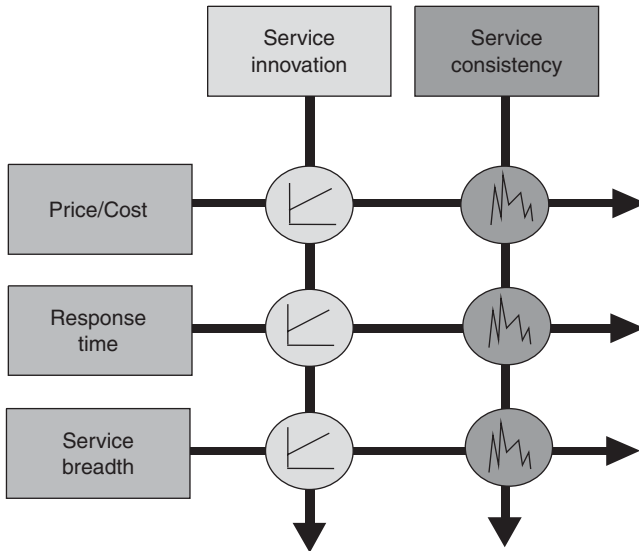 Service
innovation
Service
consistency
Price/Cost
Response
time
Service
breadth